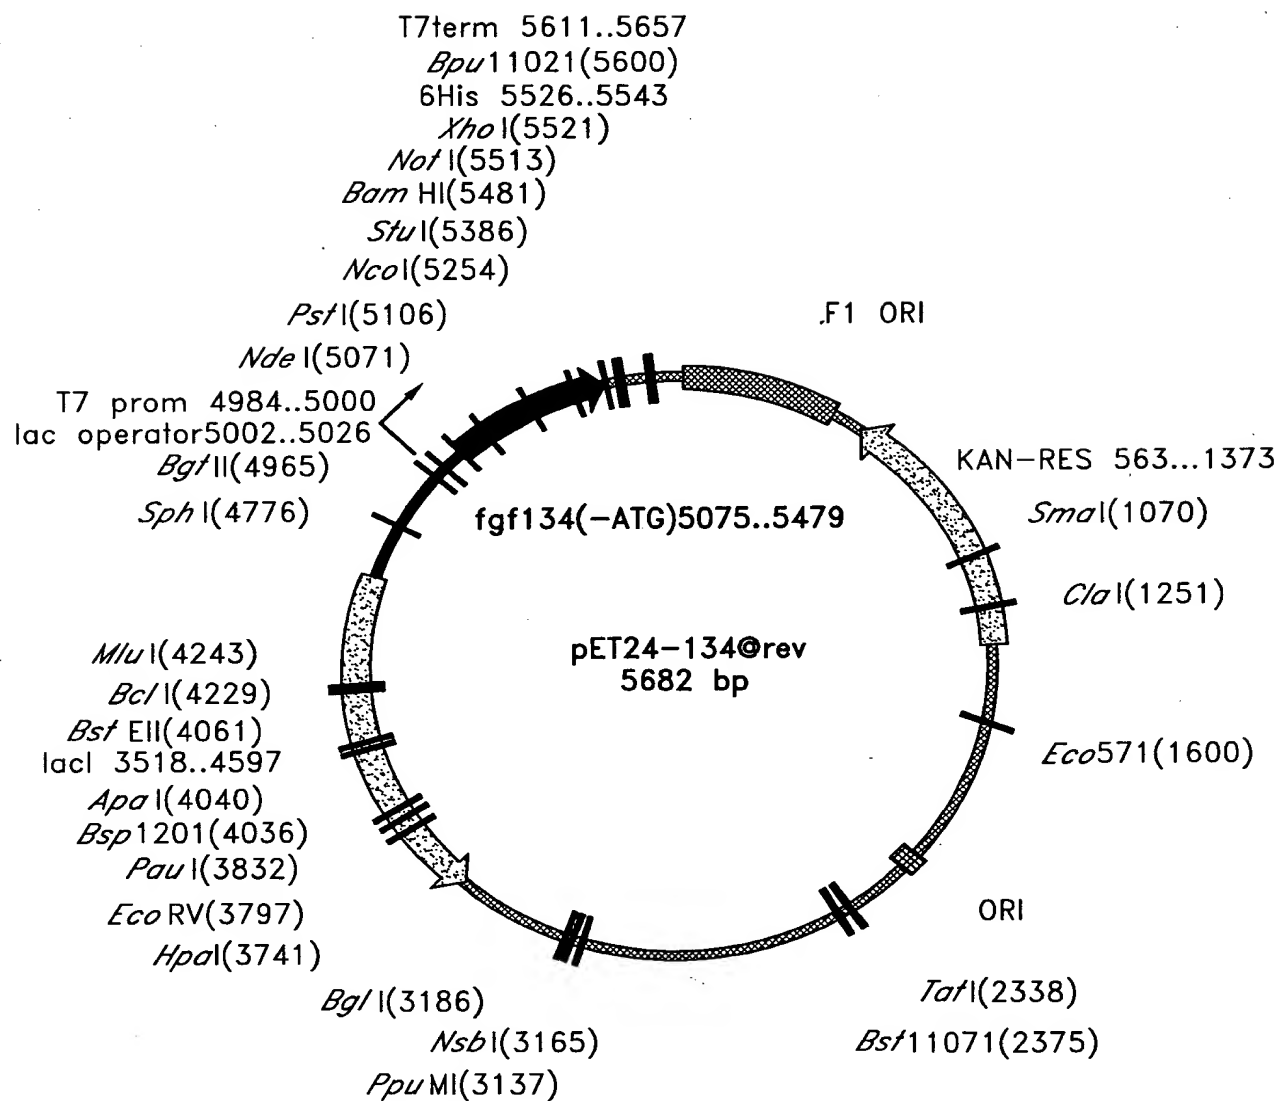 T7term 5611..5657
Bpu11021(5600)
6His 5526..5543
XhoI(5521)
NotI(5513)
BamHI(5481)
StuI(5386)
NcoI(5254)
PstI(5106)
NdeI(5071)
T7 prom 4984..5000
lac operator5002..5026
BglII(4965)
SphI(4776)
.F1 ORI
KAN-RES 563...1373
SmaI(1070)
ClaI(1251)
fgf134(-ATG)5075..5479
pET24-134@rev
5682 bp
MluI(4243)
BclI(4229)
BstEII(4061)
lacI 3518..4597
ApaI(4040)
Bsp1201(4036)
PauI(3832)
EcoRV(3797)
HpaI(3741)
Eco571(1600)
ORI
BglI(3186)
NsbI(3165)
PpuMI(3137)
TatI(2338)
Bst11071(2375)